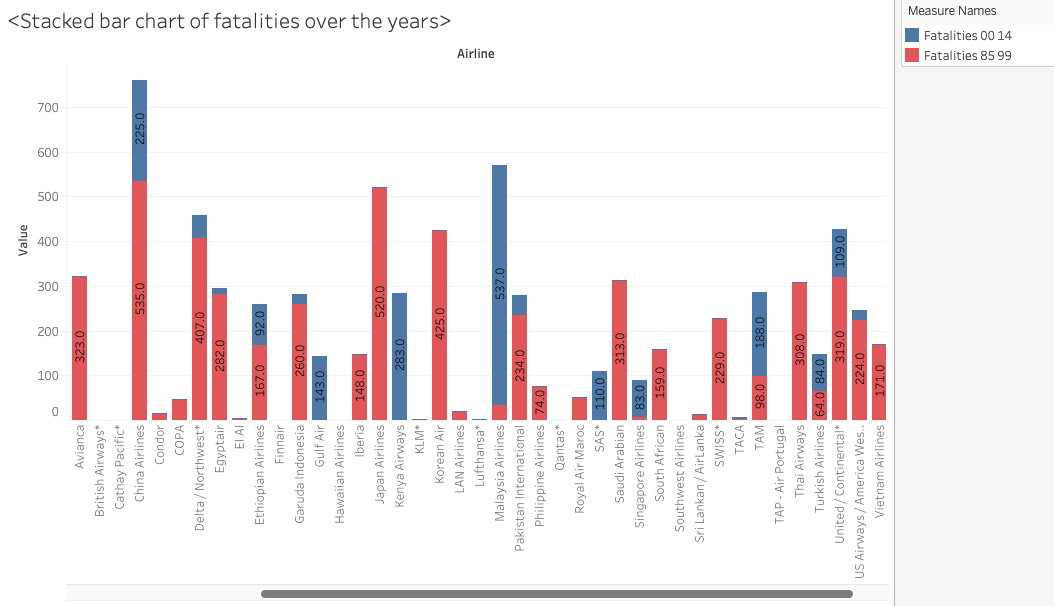 <Stacked bar chart of fatalities over the years>
Measure Names
Fatalities 00 14
Fatalities 85 99
Airline
Value
700
600
500
400
300
200
100
0
323.0
535.0
225.0
407.0
282.0
167.0
92.0
260.0
143.0
148.0
520.0
283.0
425.0
537.0
234.0
74.0
110.0
313.0
83.0
159.0
229.0
98.0
188.0
308.0
64.0
84.0
319.0
109.0
224.0
171.0
Avianca
British Airways*
Cathay Pacific*
China Airlines
Condor
COPA
Delta / Northwest*
Egyptair
El Al
Ethiopian Airlines
Finnair
Garuda Indonesia
Gulf Air
Hawaiian Airlines
Iberia
Japan Airlines
Kenya Airways
KLM*
Korean Air
LAN Airlines
Lufthansa*
Malaysia Airlines
Pakistan International
Philippine Airlines
Qantas*
Royal Air Maroc
SAS*
Saudi Arabian
Singapore Airlines
South African
Southwest Airlines
Sri Lankan / AirLanka
SWISS*
TACA
TAM
TAP - Air Portugal
Thai Airways
Turkish Airlines
United / Continental*
US Airways / America Wes..
Vietnam Airlines